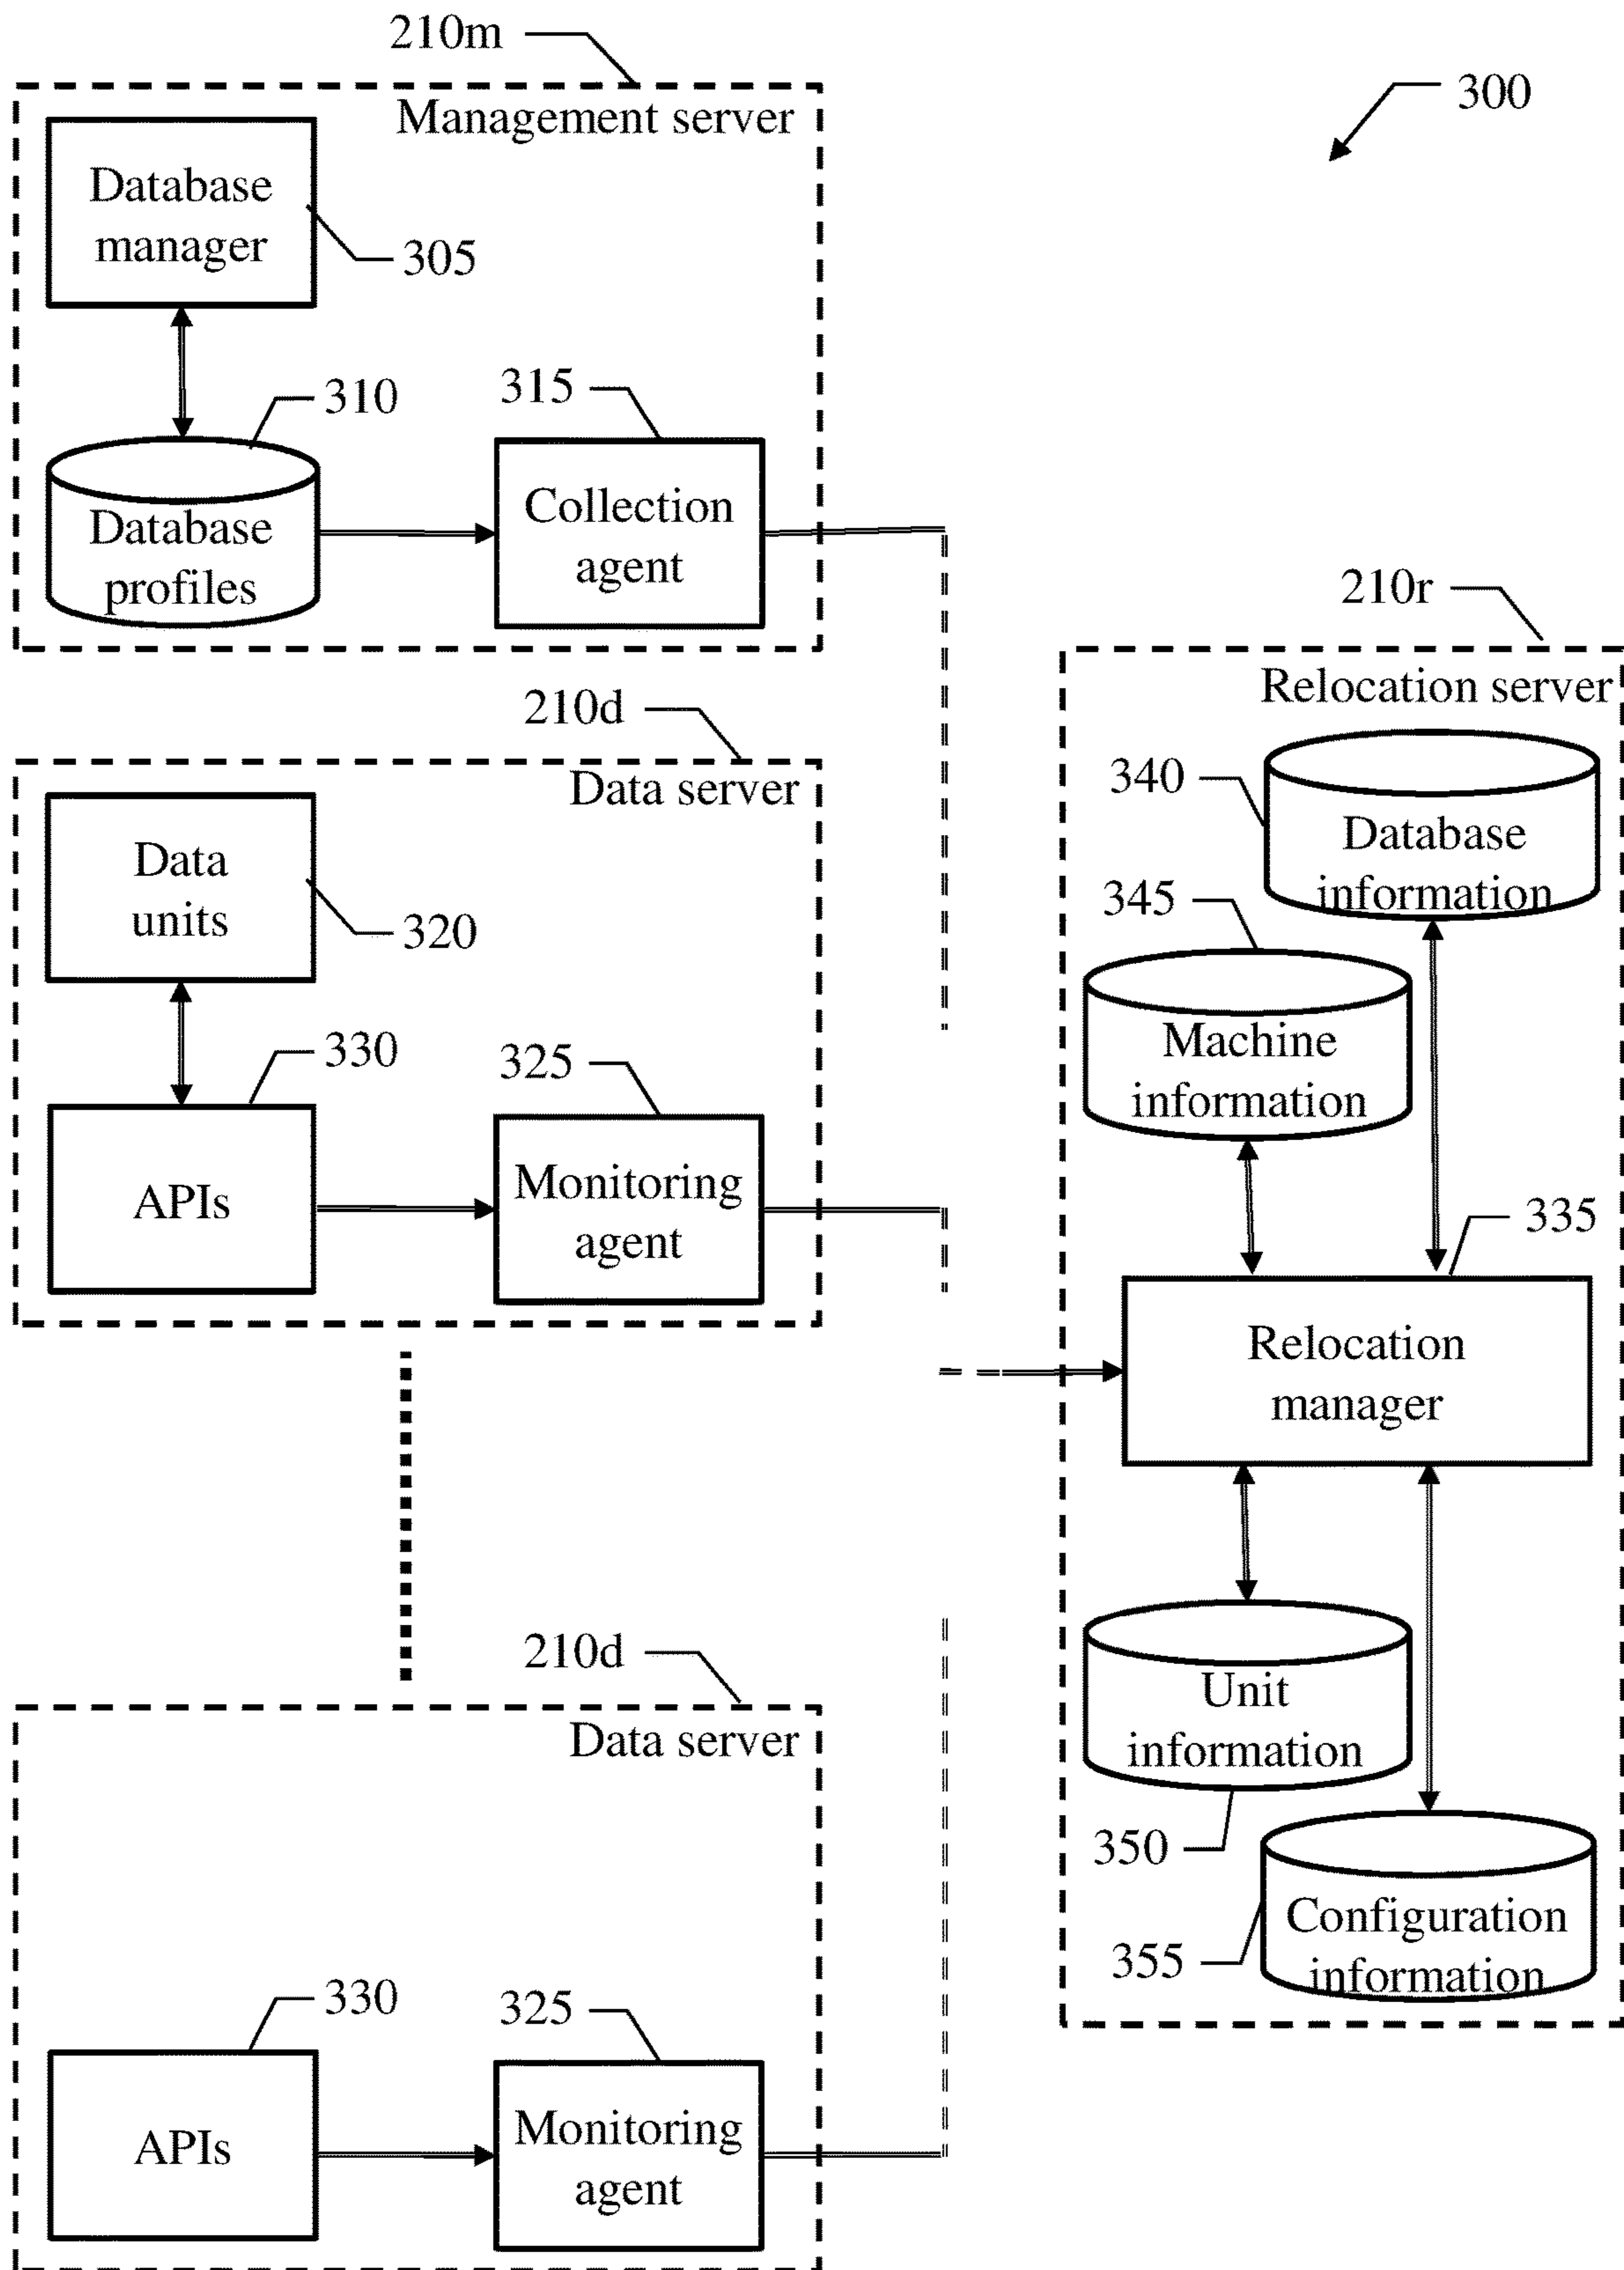 210m
300
Management server
Database
manager
305
310
315
Database
profiles
Collection
agent
210r
Relocation server
210d
Data server
340
Database
information
Data
units
320
345
Machine
information
330
325
APIs
Monitoring
agent
335
Relocation
manager
210d
Data server
Unit
information
350
Configuration
information
355
330
325
APIs
Monitoring
agent